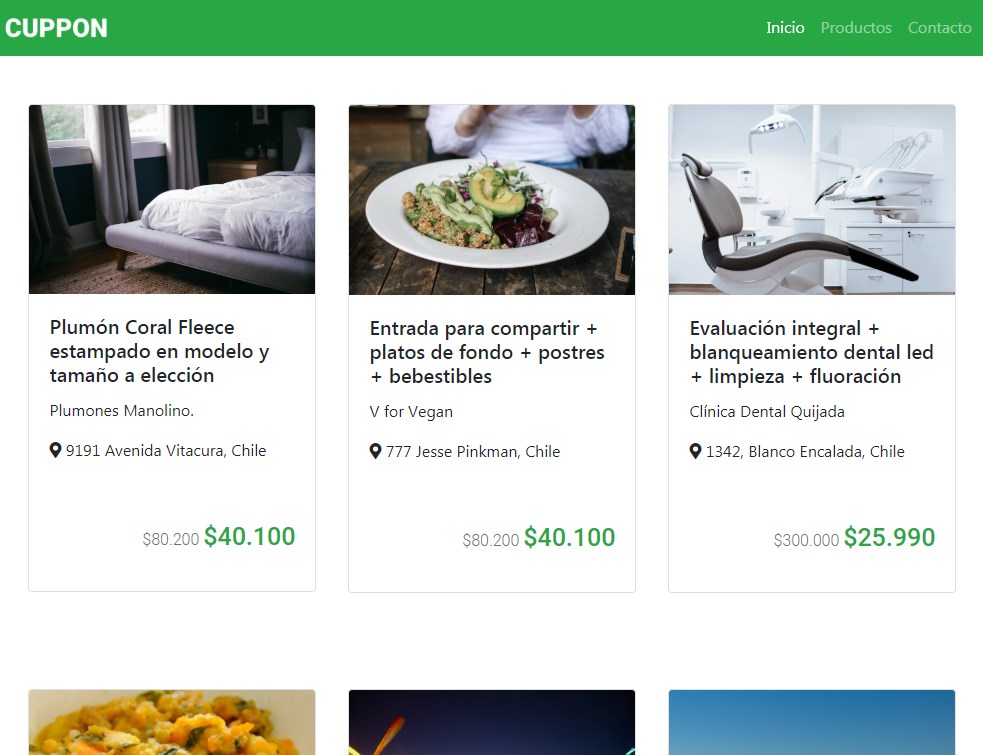 CUPPON
Inicio Productos Contacto
Plumón Coral Fleece
estampado en modelo y
tamaño a elección
Plumones Manolino.
9191 Avenida Vitacura, Chile
$80.200 $40.100
Entrada para compartir +
platos de fondo + postres
+ bebestibles
V for Vegan
777 Jesse Pinkman, Chile
$80.200 $40.100
Evaluación integral +
blanqueamiento dental led
+ limpieza + fluoración
Clínica Dental Quijada
1342, Blanco Encalada, Chile
$300.000 $25.990